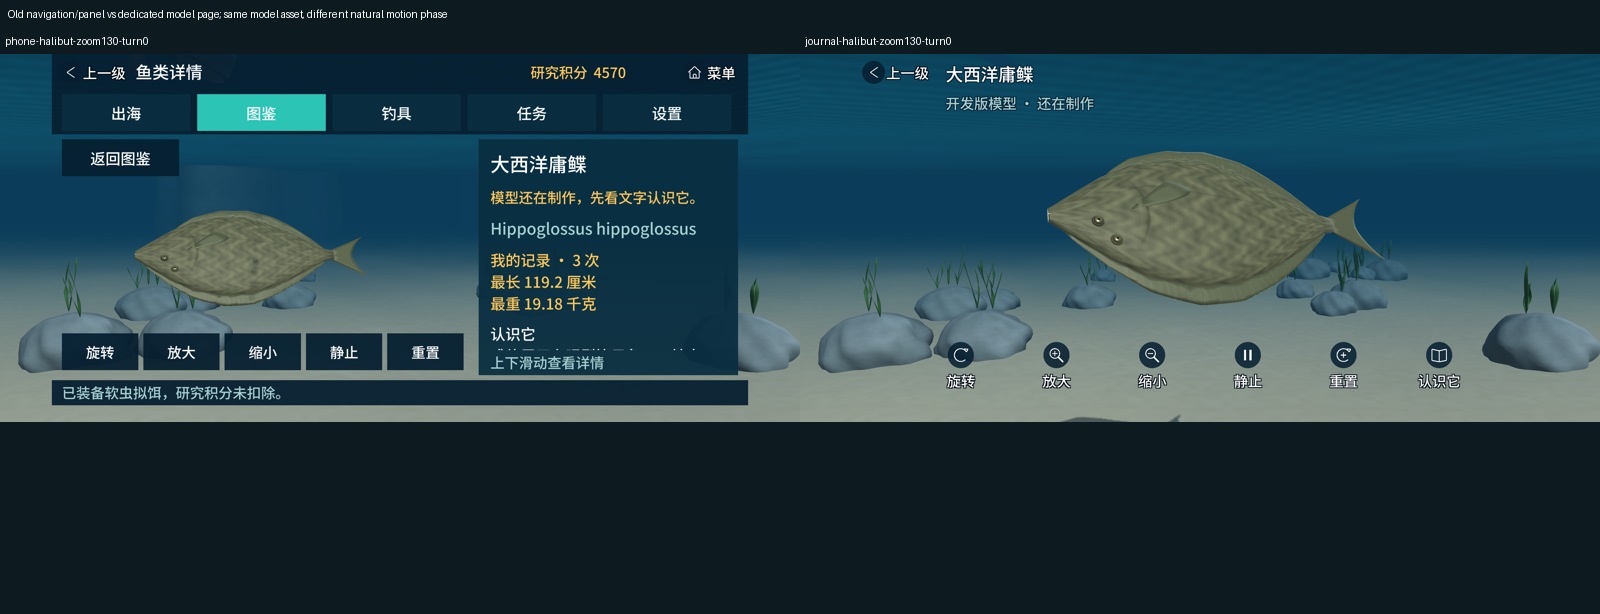 Old navigation/panel vs dedicated model page; same model asset, different natural motion phase
phone-halibut-zoom130-turn0
上一级 鱼类详情
研究积分 4570
菜单
出海
图鉴
钓具
任务
设置
返回图鉴
大西洋庸鲽
模型还在制作，先看文字认识它。
Hippoglossus hippoglossus
我的记录 · 3 次
最长 119.2 厘米
最重 19.18 千克
认识它
上下滑动查看详情
旋转
放大
缩小
静止
重置
已装备软虫拟饵，研究积分未扣除。
journal-halibut-zoom130-turn0
上一级 大西洋庸鲽
开发版模型 · 还在制作
旋转
放大
缩小
静止
重置
认识它